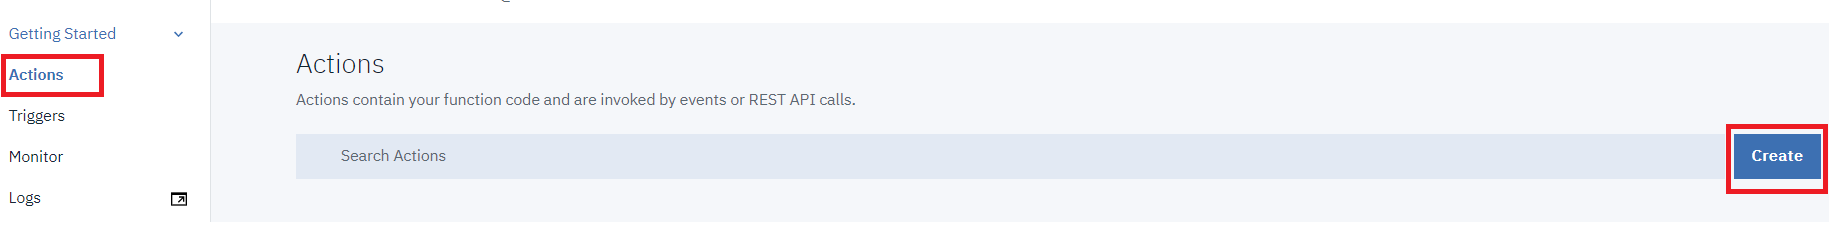 Getting Started
Actions
Triggers
Monitor
Logs
Actions
Actions contain your function code and are invoked by events or REST API calls.
Search Actions
Create